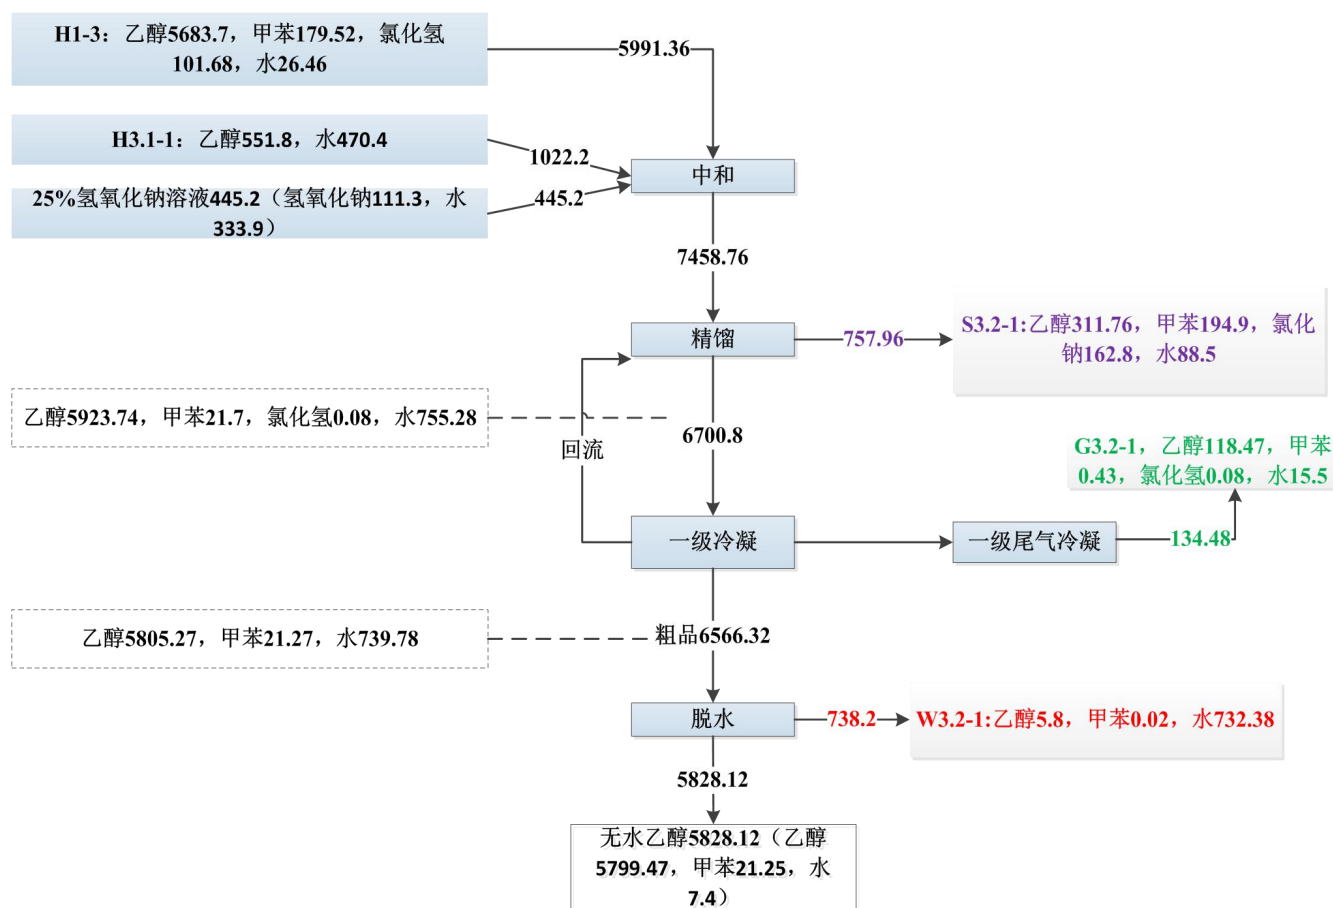 H1-3：乙醇5683.7，甲苯179.52，氯化氢
101.68，水26.46
5991.36
H3.1-1：乙醇551.8，水470.4
1022.2
中和
25%氢氧化钠溶液445.2（氢氧化钠111.3，水
333.9）
445.2
7458.76
精馏
757.96
S3.2-1:乙醇311.76，甲苯194.9，氯化
钠162.8，水88.5
乙醇5923.74，甲苯21.7，氯化氢0.08，水755.28
6700.8
回流
G3.2-1，乙醇118.47，甲苯
0.43，氯化氢0.08，水15.5
一级冷凝
一级尾气冷凝
134.48
乙醇5805.27，甲苯21.27，水739.78
粗品6566.32
脱水
738.2
W3.2-1:乙醇5.8，甲苯0.02，水732.38
5828.12
无水乙醇5828.12（乙醇
5799.47，甲苯21.25，水
7.4）